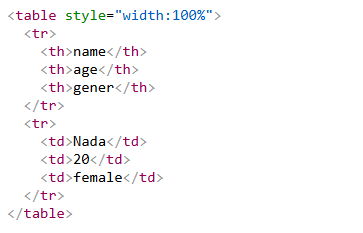 <table style="width:100%">
  <tr>
    <th>name</th>
    <th>age</th>
    <th>gener</th>
  </tr>
  <tr>
    <td>Nada</td>
    <td>20</td>
    <td>female</td>
  </tr>
</table>